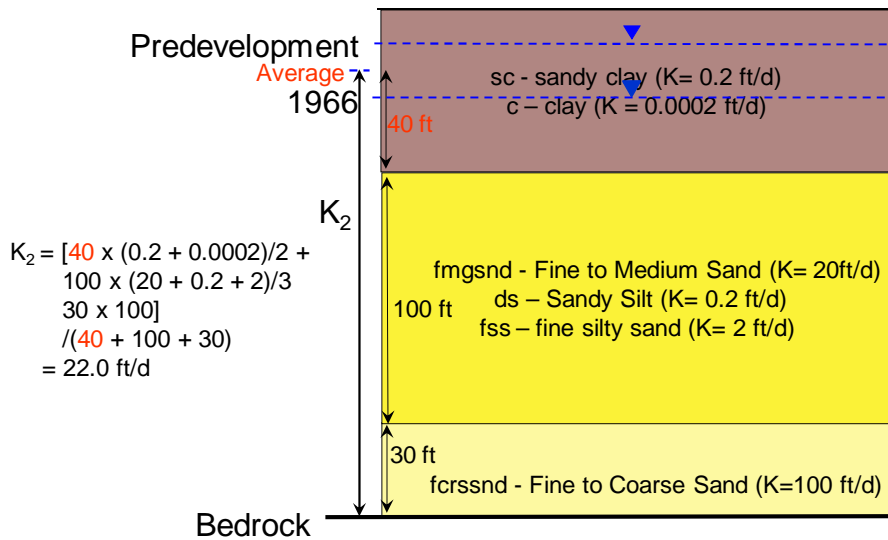 Predevelopment
Average
1966
sc - sandy clay (K= 0.2 ft/d)
c – clay (K = 0.0002 ft/d)
40 ft
K2
K2 = [40 x (0.2 + 0.0002)/2 +
100 x (20 + 0.2 + 2)/3
30 x 100]
/(40 + 100 + 30)
= 22.0 ft/d
100 ft
fmgsnd - Fine to Medium Sand (K= 20ft/d)
ds – Sandy Silt (K= 0.2 ft/d)
fss – fine silty sand (K= 2 ft/d)
30 ft
fcrssnd - Fine to Coarse Sand (K=100 ft/d)
Bedrock